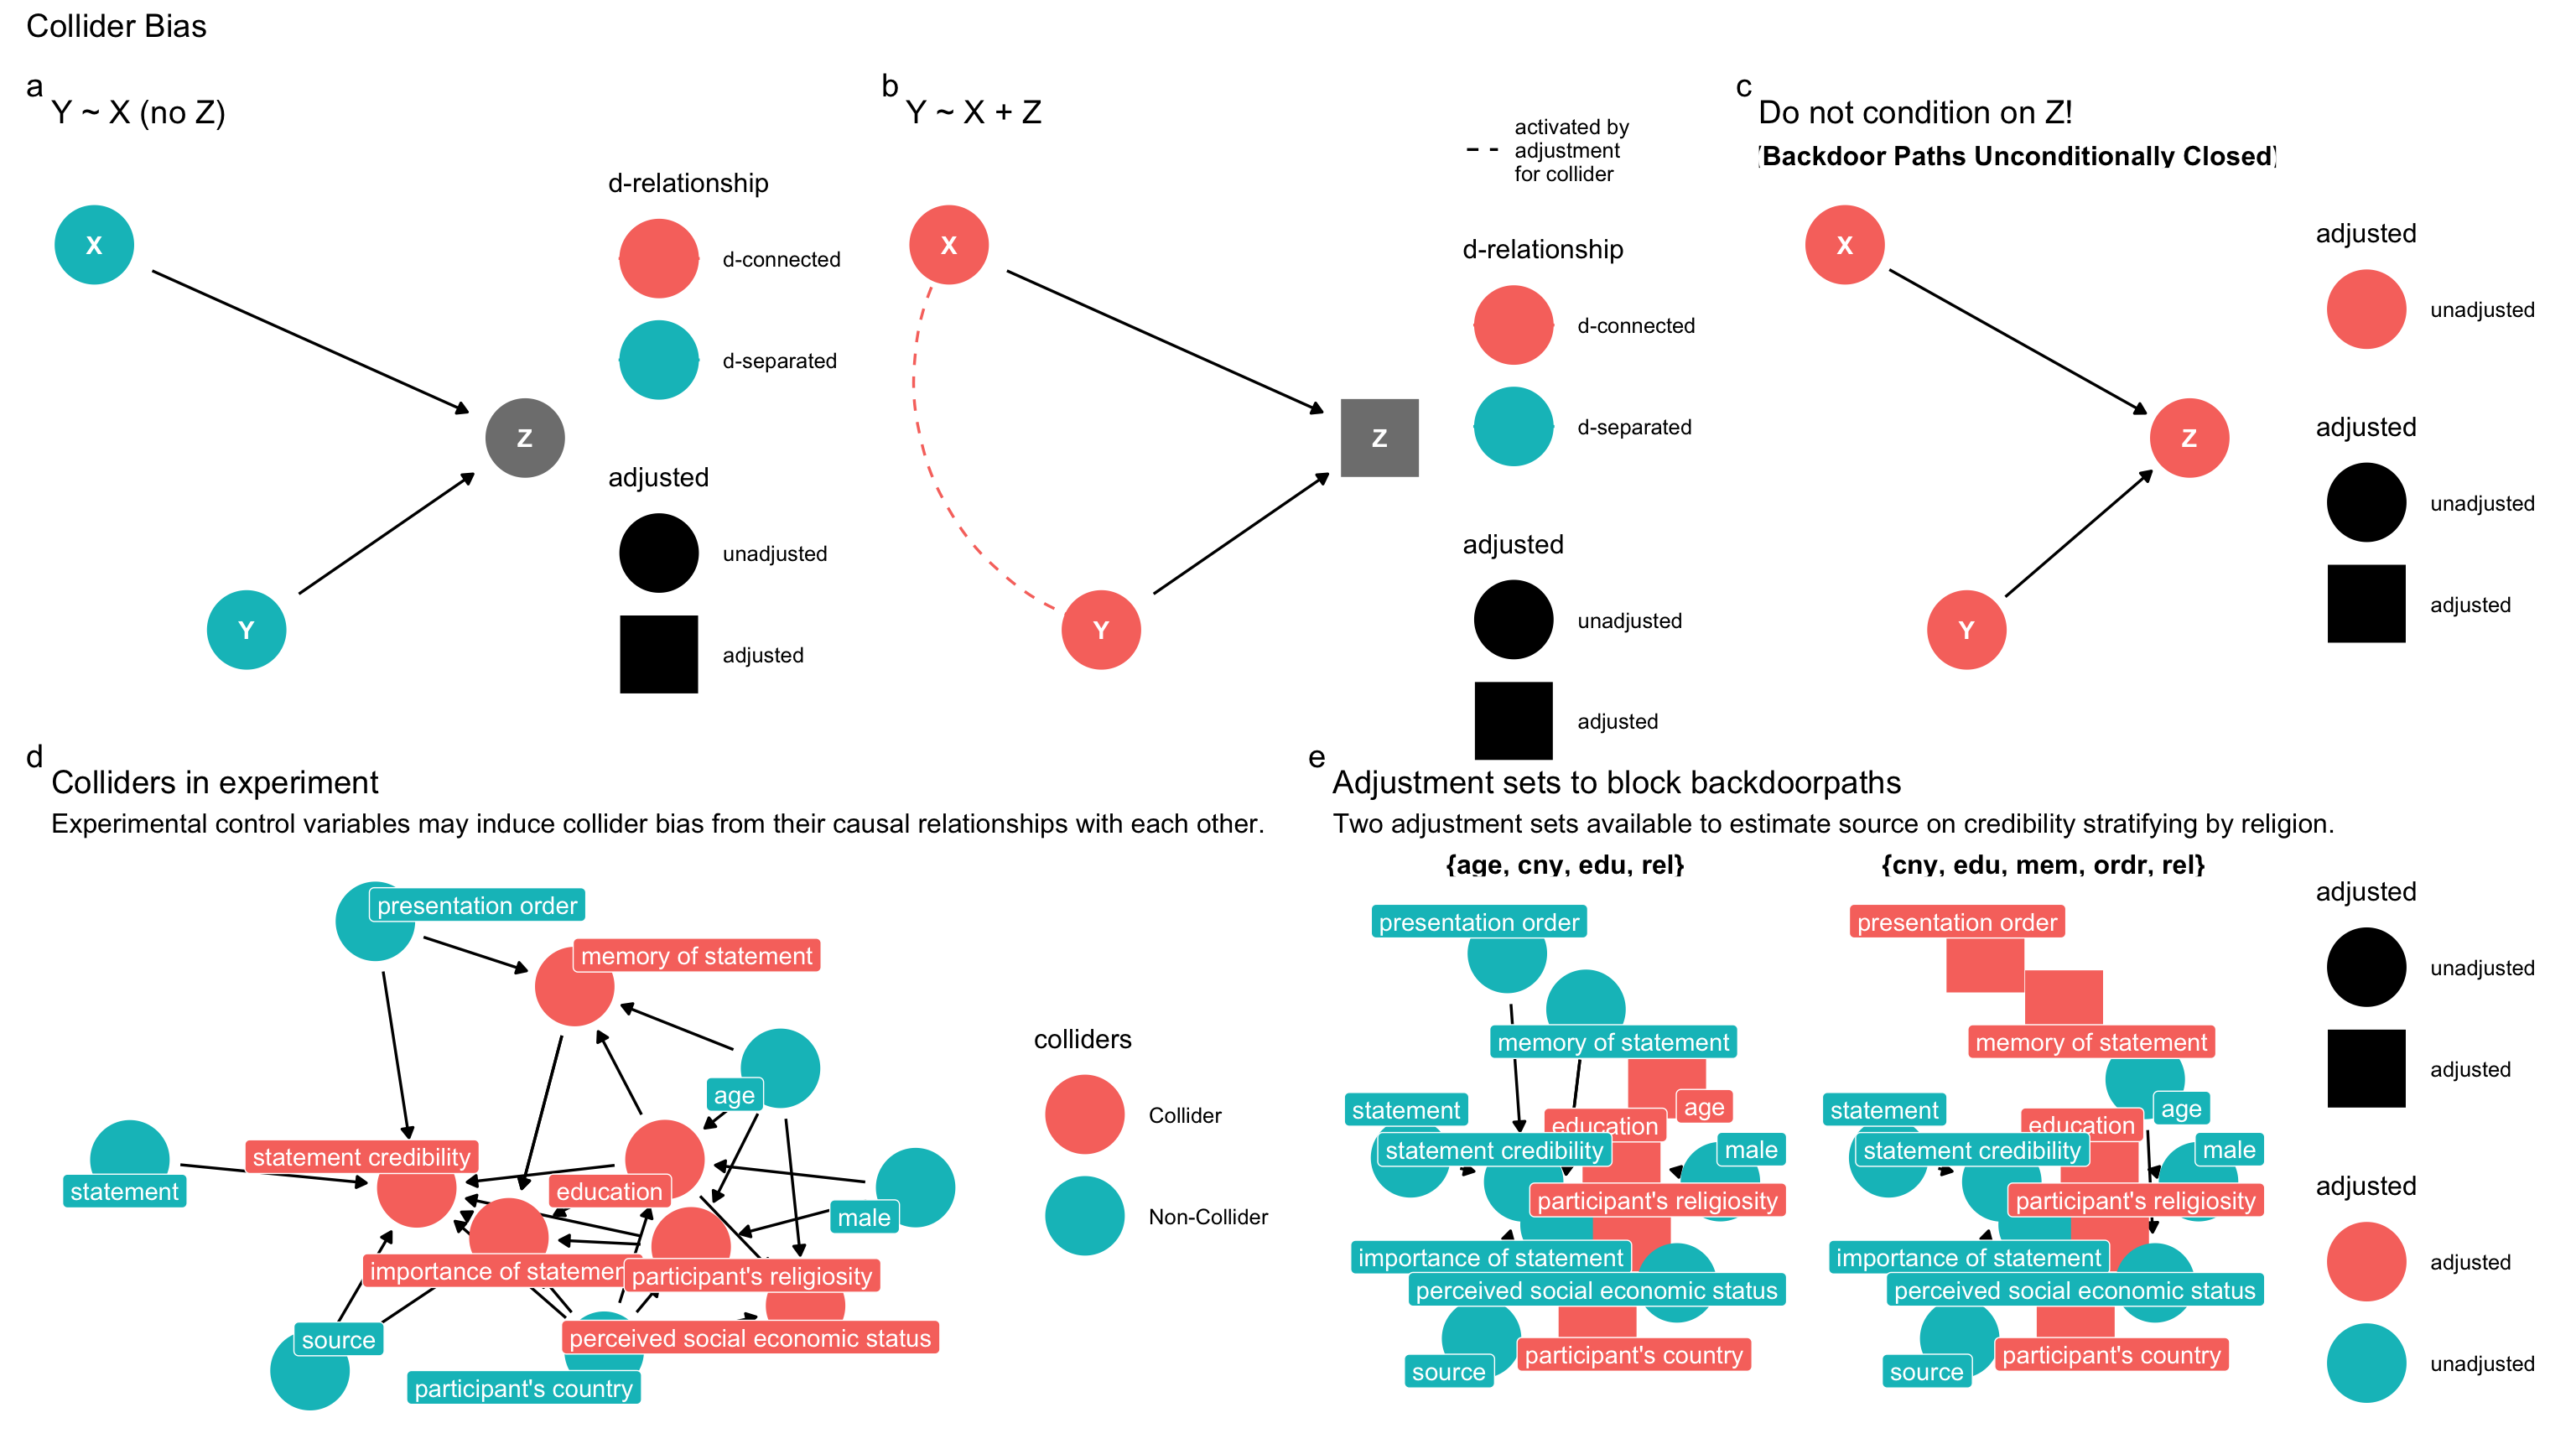 Collider Bias
a
Y ~ X (no Z)
X
Z
Y
d-relationship
d-connected
d-separated
adjusted
unadjusted
adjusted
b
Y ~ X + Z
X
Z
Y
activated by
adjustment
for collider
d-relationship
d-connected
d-separated
adjusted
unadjusted
adjusted
c
Do not condition on Z!
(Backdoor Paths Unconditionally Closed)
X
Z
Y
adjusted
unadjusted
adjusted
unadjusted
adjusted
d
Colliders in experiment
Experimental control variables may induce collider bias from their causal relationships with each other.
presentation order
memory of statement
age
statement credibility
statement
education
male
importance of statemen
participant's religiosity
source
perceived social economic status
participant's country
colliders
Collider
Non-Collider
e
Adjustment sets to block backdoorpaths
Two adjustment sets available to estimate source on credibility stratifying by religion.
{age, cny, edu, rel}
presentation order
memory of statement
age
statement
education
statement credibility
male
participant's religiosity
importance of statement
perceived social economic status
participant's country
source
{cny, edu, mem, ordr, rel}
presentation order
memory of statement
age
statement
education
statement credibility
male
participant's religiosity
importance of statement
perceived social economic status
participant's country
source
adjusted
unadjusted
adjusted
adjusted
adjusted
unadjusted